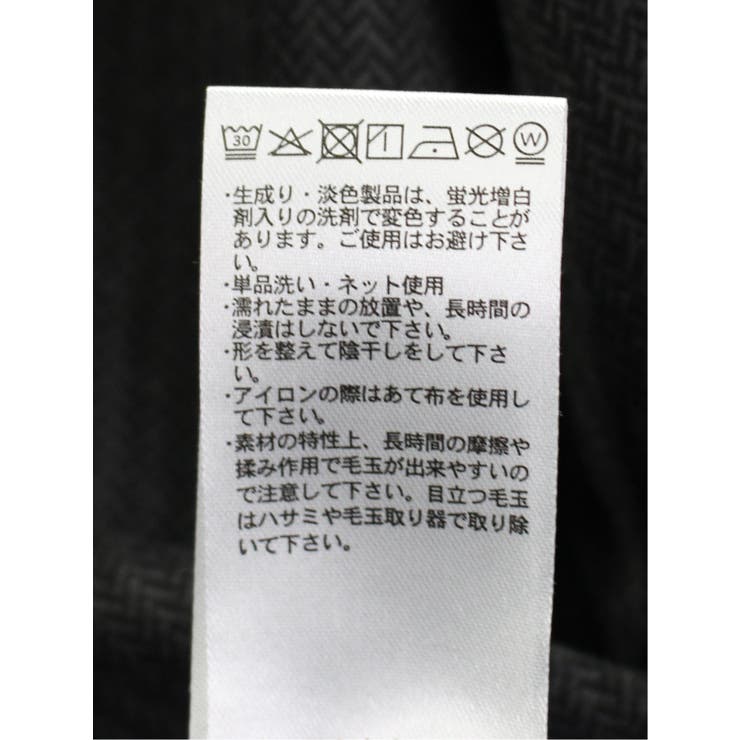 30 W
・生成り・淡色製品は、蛍光増白
剤入りの洗剤で変色することが
あります。ご使用はお避け下さ
い。
・単品洗い・ネット使用
・濡れたままの放置や、長時間の
浸漬はしないで下さい。
・形を整えて陰干しをして下さ
い。
・アイロンの際はあて布を使用し
て下さい。
・素材の特性上、長時間の摩擦や
揉み作用で毛玉が出来やすいの
で注意して下さい。目立つ毛玉
はハサミや毛玉取り器で取り除
いて下さい。